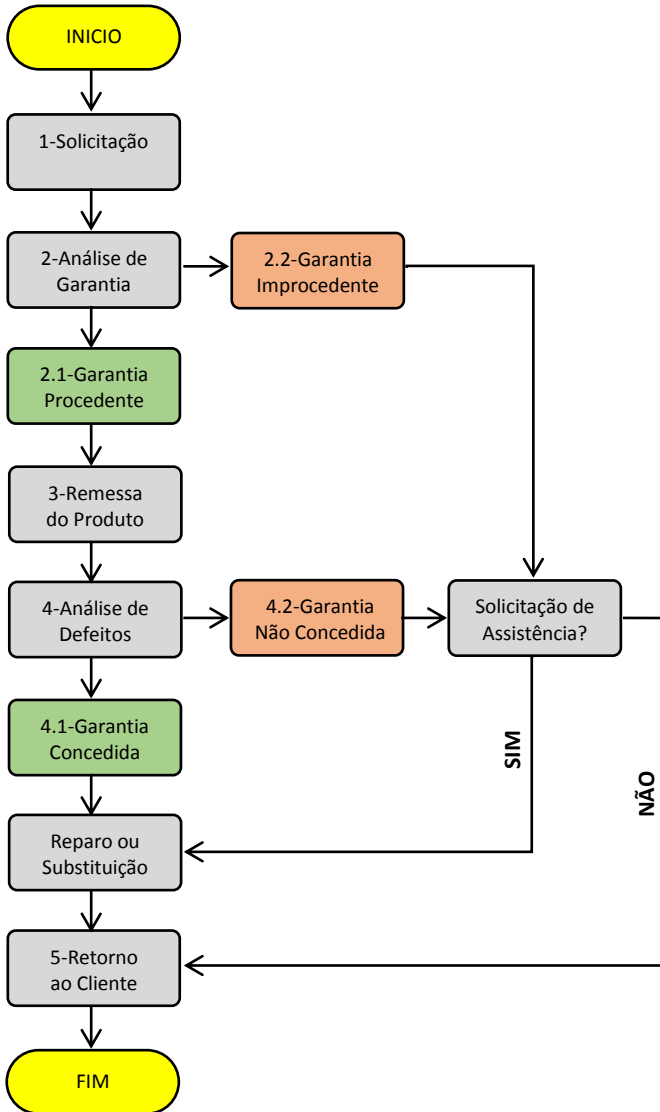 INICIO
1-Solicitação
2-Análise de
Garantia
2.2-Garantia
Improcedente
2.1-Garantia
Procedente
3-Remessa
do Produto
4-Análise de
Defeitos
4.2-Garantia
Não Concedida
Solicitação de
Assistência?
4.1-Garantia
Concedida
SIM
NÃO
Reparo ou
Substituição
5-Retorno
ao Cliente
FIM